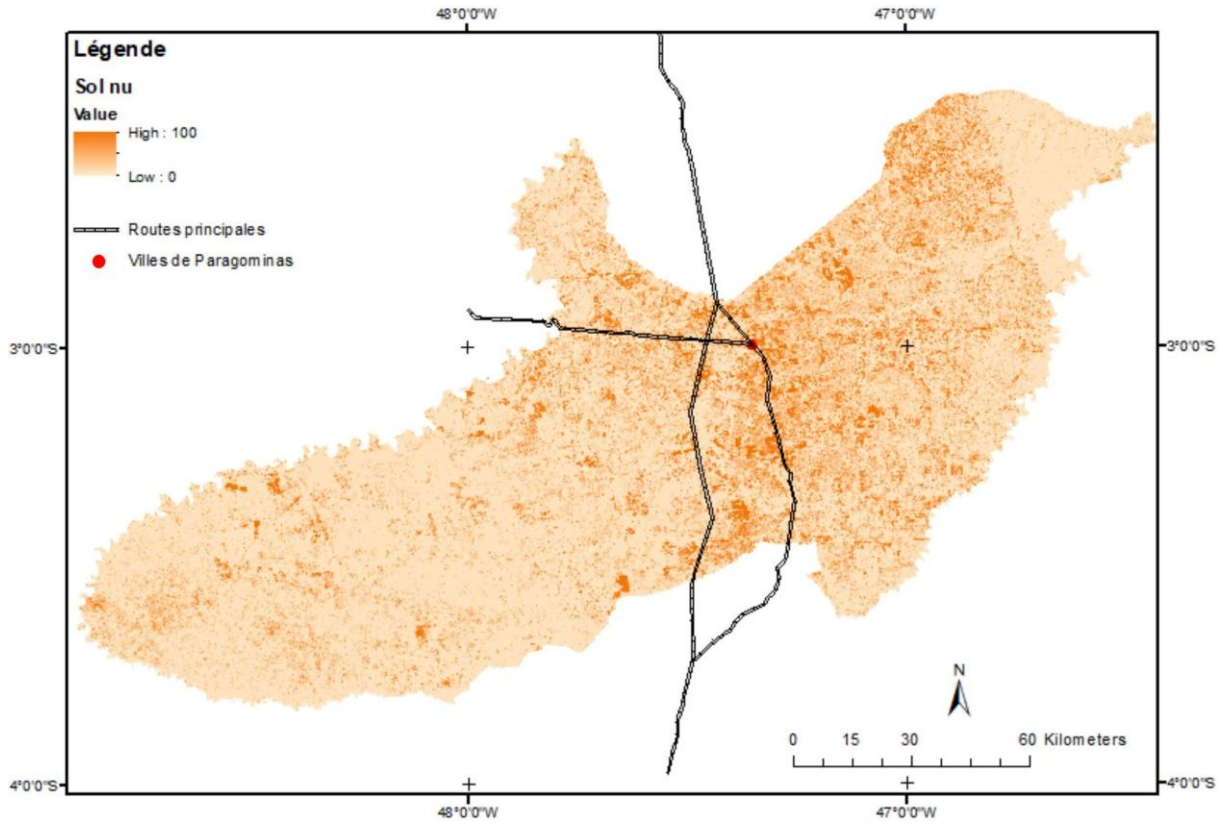 48°0'0"W 47°0'0"W
Légende
Sol nu
Value
High : 100
Low : 0
Routes principales
Villes de Paragominas
3°0'0"S 3°0'0"S
N
0 15 30 60 Kilometers
4°0'0"S 4°0'0"S
48°0'0"W 47°0'0"W